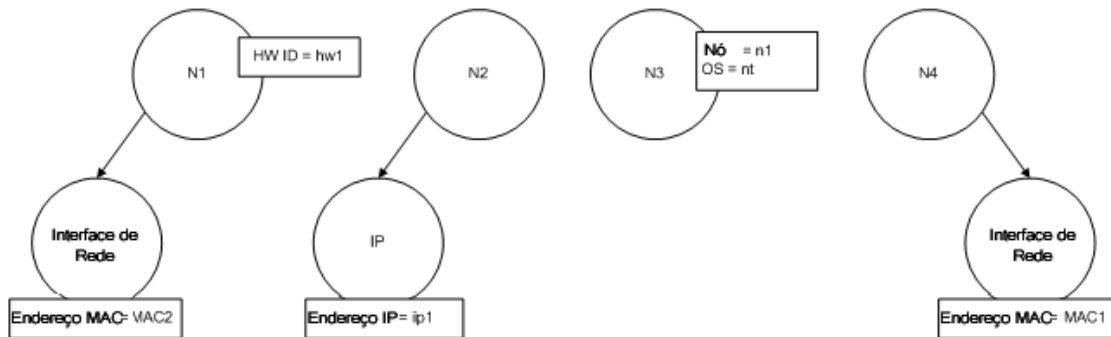 N1
HW ID = hw1
N2
N3
Nó = n1
OS = nt
N4
Interface de
Rede
Endereço MAC= MAC2
IP
Endereço IP= iip1
Interface de
Rede
Endereço MAC= MAC1